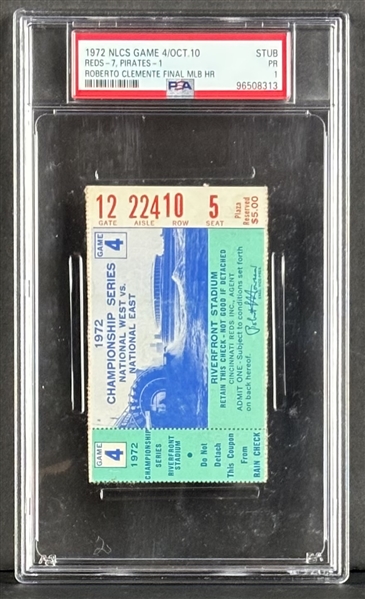 1972 NLCS GAME 4/OCT.10 STUB
REDS - 7, PIRATES - 1 PR
ROBERTO CLEMENTE FINAL MLB HR 1
PSA 96508313
12 224 10 5 Plaza Reserved
GATE AISLE ROW SEAT $5.00
GAME 4
1972
CHAMPIONSHIP SERIES
NATIONAL WEST vs.
NATIONAL EAST
RIVERFRONT STADIUM
RETAIN THIS CHECK - NOT GOOD IF DETACHED
CINCINNATI REDS INC., AGENT
ADMIT ONE - Subject to conditions set forth
on back hereof.
GAME 4
1972
CHAMPIONSHIP
SERIES
RIVERFRONT
STADIUM
Do Not
Detach
This Coupon
From
RAIN CHECK